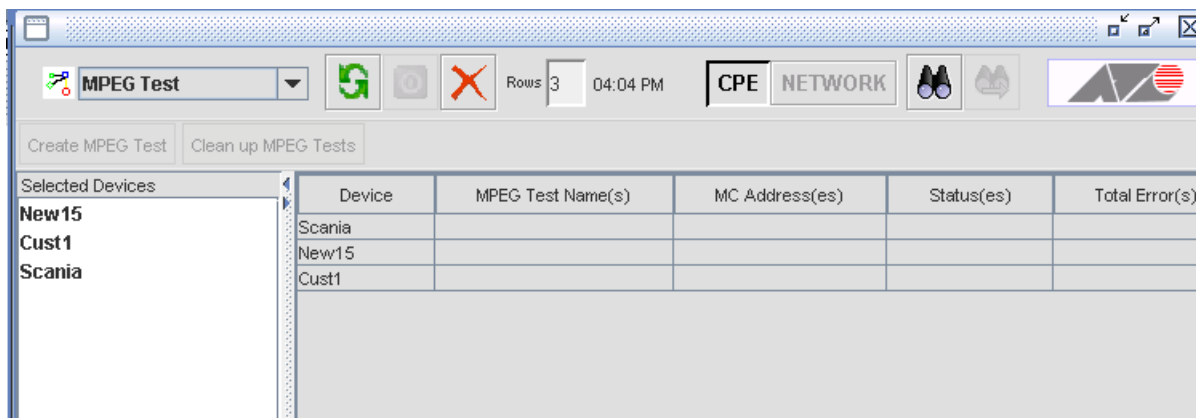 MPEG Test Rows 3 04:04 PM CPE NETWORK
Create MPEG Test Clean up MPEG Tests
Selected Devices
New15
Cust1
Scania
Device MPEG Test Name(s) MC Address(es) Status(es) Total Error(s)
Scania
New15
Cust1